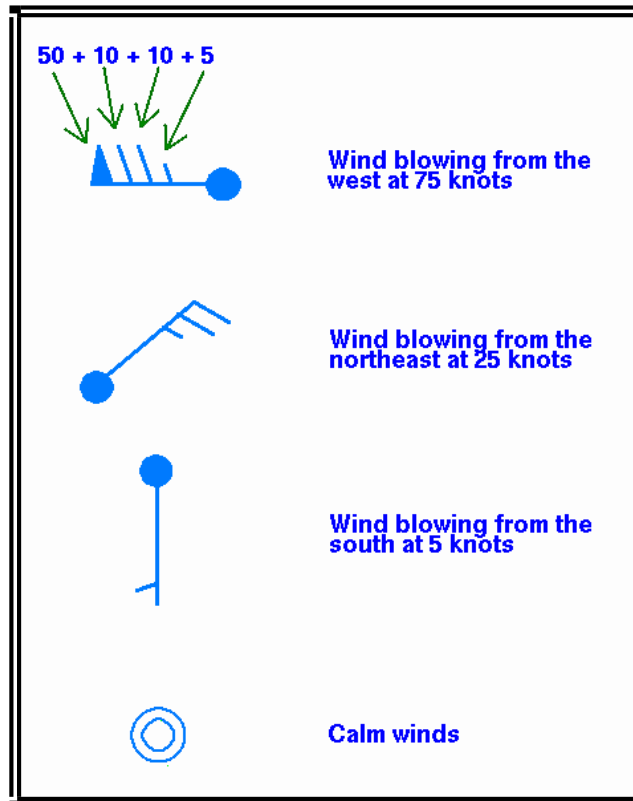 50 + 10 + 10 + 5
Wind blowing from the
west at 75 knots
Wind blowing from the
northeast at 25 knots
Wind blowing from the
south at 5 knots
Calm winds